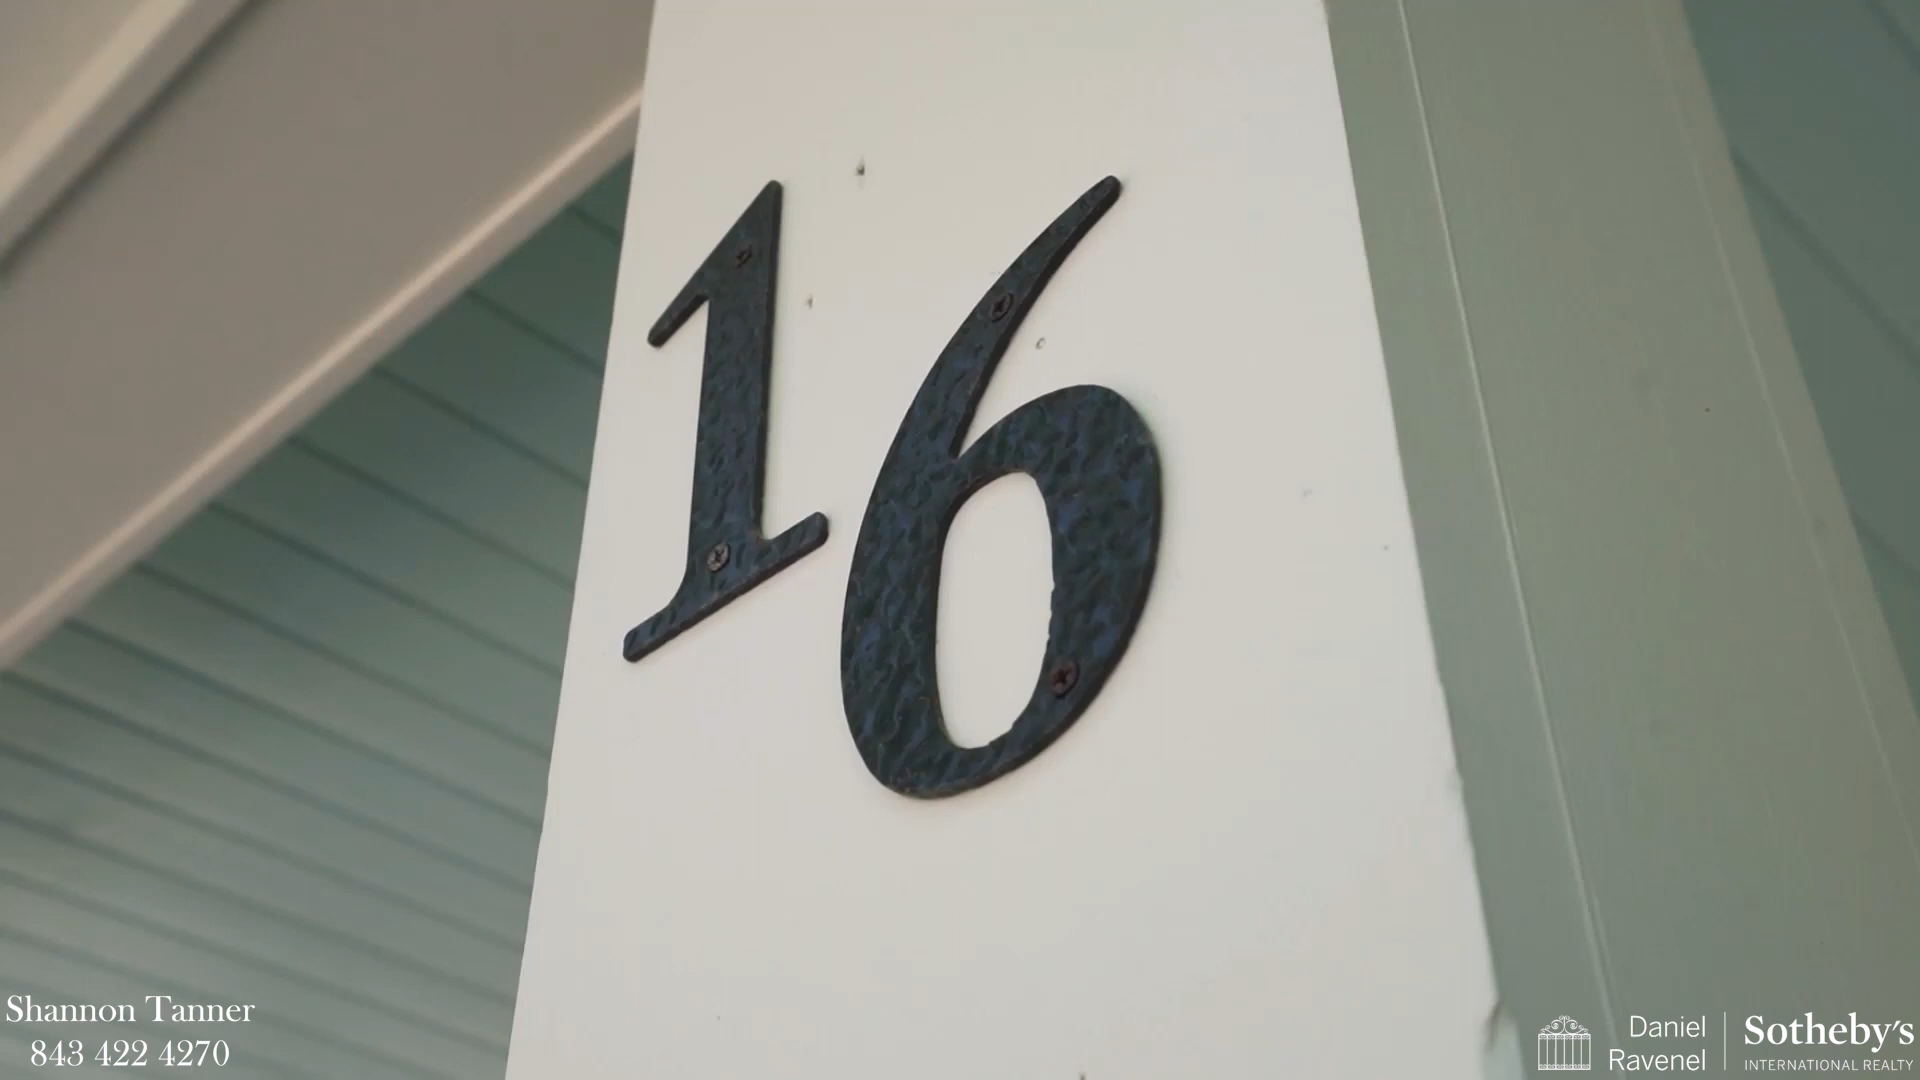 16
Shannon Tanner
843 422 4270
Daniel
Ravenel
Sotheby's
INTERNATIONAL REALTY